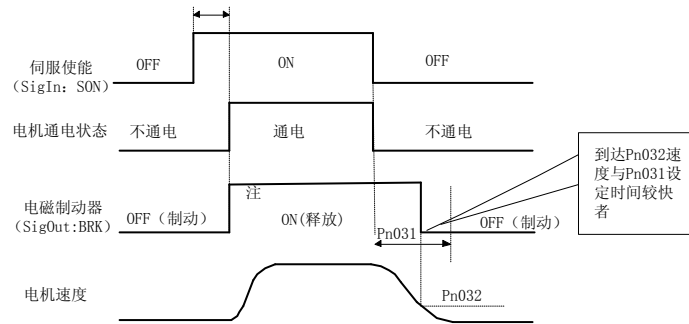 伺服使能
(SigIn: SON)
OFF
ON
OFF
电机通电状态
不通电
通电
不通电
到达Pn032速
度与Pn031设
定时间较快
者
注
电磁制动器
(SigOut:BRK)
OFF（制动）
ON(释放)
Pn031
OFF（制动）
电机速度
Pn032